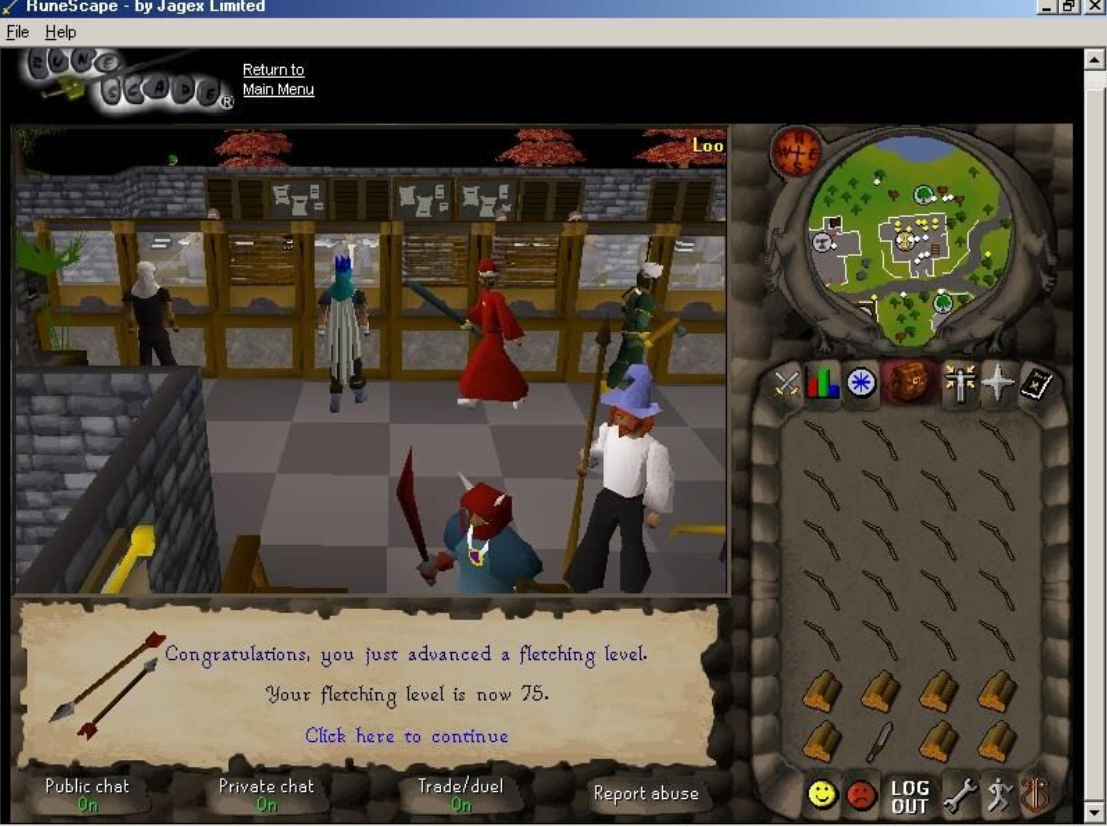 RuneScape - by Jagex Limited
File Help
RUNE
SCAPE®
Return to
Main Menu
Loo
Congratulations, you just advanced a fletching level.
Your fletching level is now 75.
Click here to continue
Public chat
On
Private chat
On
Trade/duel
On
Report abuse
LOG
OUT